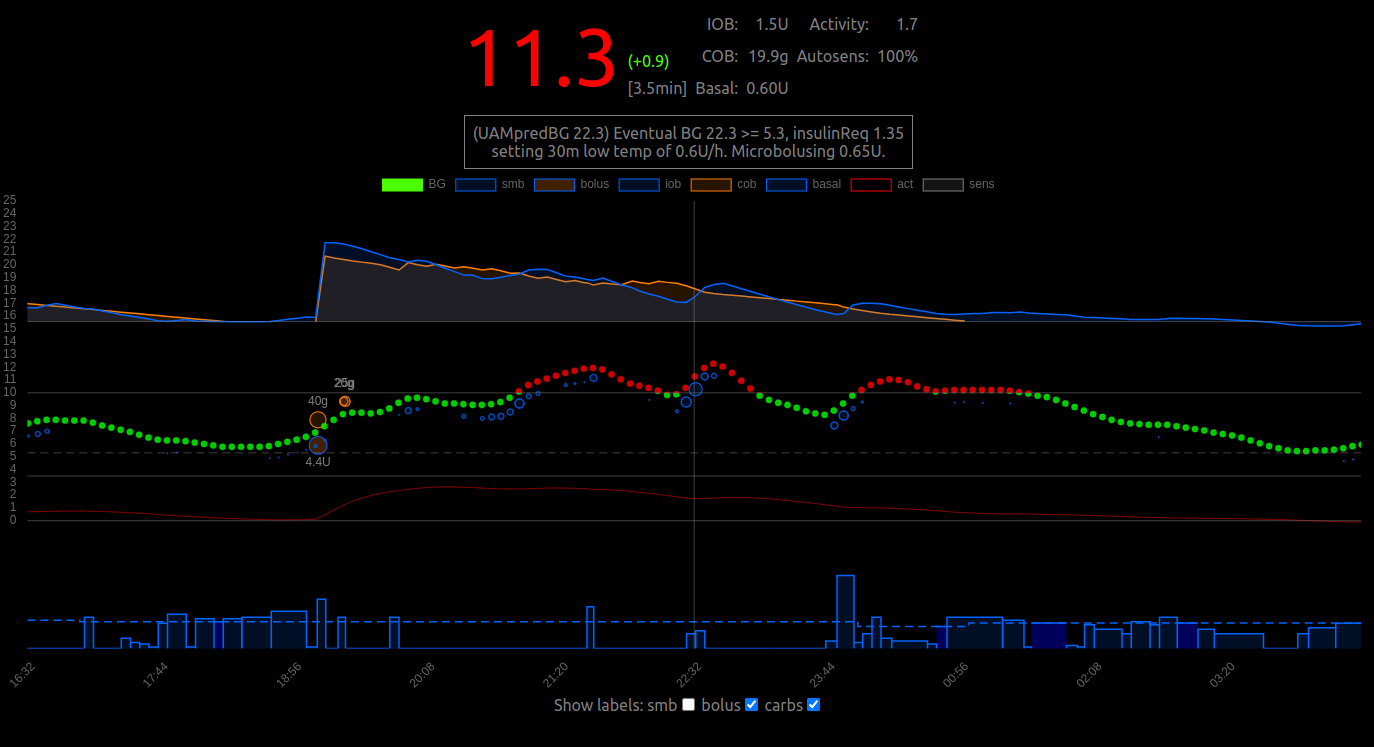 IOB: 1.5U Activity: 1.7
11.3 (+0.9)
COB: 19.9g Autosens: 100%
[3.5min] Basal: 0.60U
(UAMpredBG 22.3) Eventual BG 22.3 >= 5.3, insulinReq 1.35
setting 30m low temp of 0.6U/h. Microbolusing 0.65U.
BG smb bolus iob cob basal act sens
25
24
23
22
21
20
19
18
17
16
15
14
13
12
11
10
9
8
7
6
5
4
3
2
1
0
40g
4.4U
16:32 17:44 18:56 20:08 21:20 22:32 23:44 00:56 02:08 03:20
Show labels: smb bolus carbs